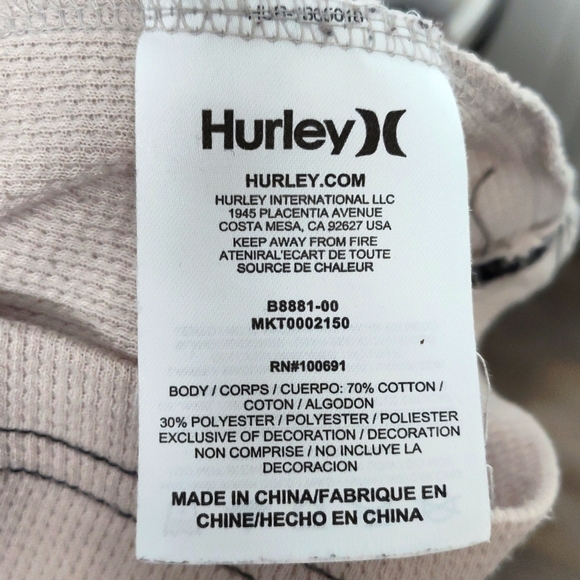 Hurley
HURLEY.COM
HURLEY INTERNATIONAL LLC
1945 PLACENTIA AVENUE
COSTA MESA, CA 92627 USA
KEEP AWAY FROM FIRE
ATENIRAL'ECART DE TOUTE
SOURCE DE CHALEUR
B8881-00
MKT0002150
RN#100691
BODY / CORPS / CUERPO: 70% COTTON /
COTON / ALGODON
30% POLYESTER / POLYESTER / POLIESTER
EXCLUSIVE OF DECORATION / DECORATION
NON COMPRISE / NO INCLUYE LA
DECORACION
MADE IN CHINA/FABRIQUE EN
CHINE/HECHO EN CHINA